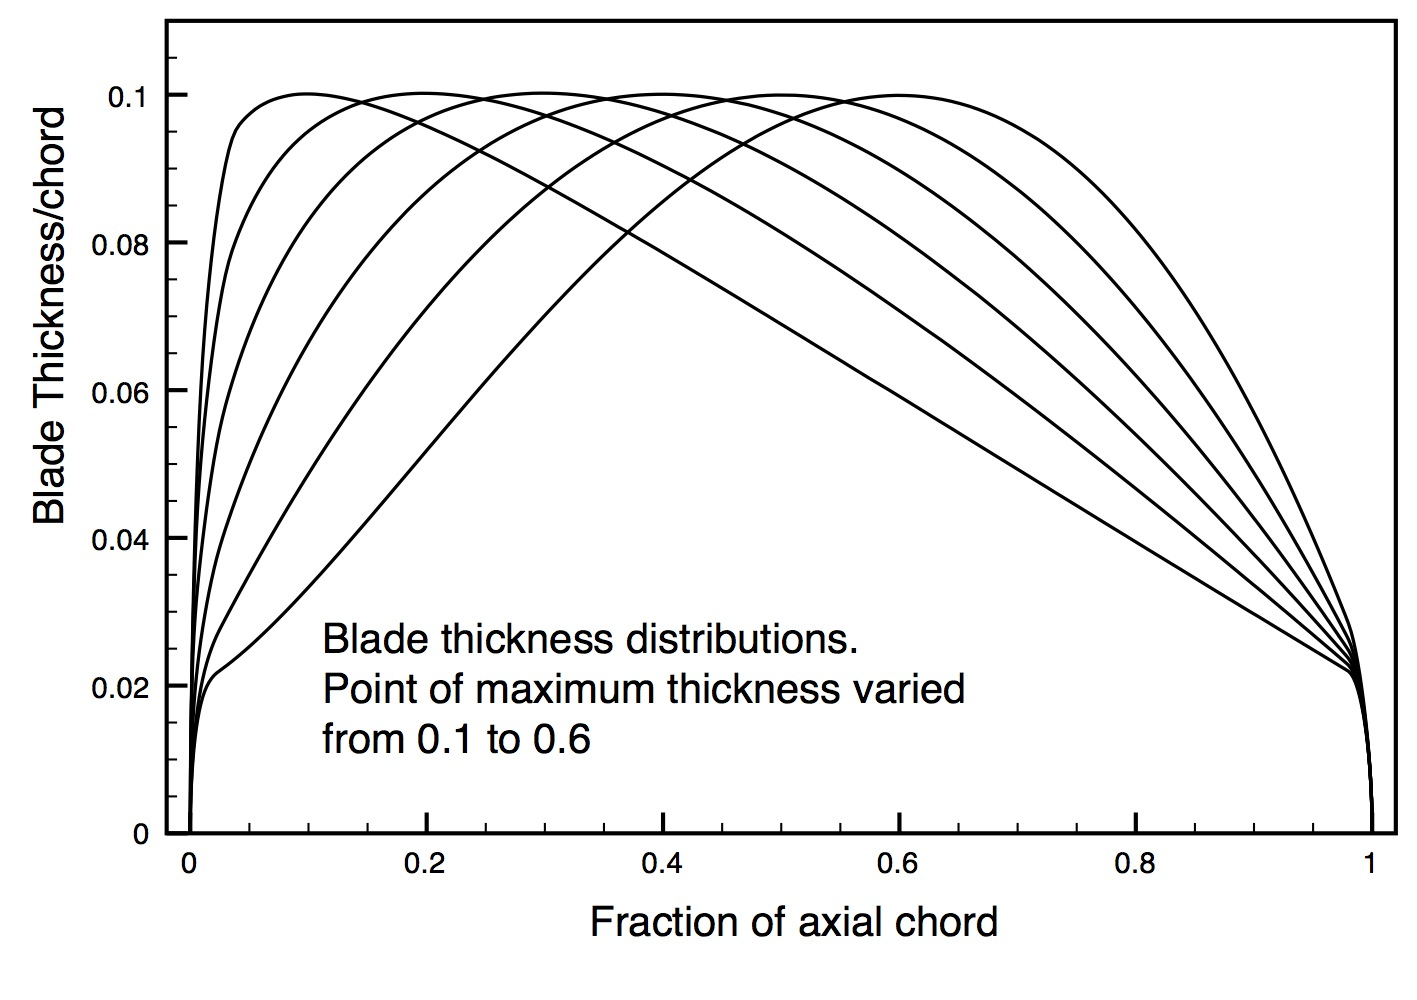 Blade Thickness/chord
0.1
0.08
0.06
0.04
0.02
0
Blade thickness distributions.
Point of maximum thickness varied
from 0.1 to 0.6
0 0.2 0.4 0.6 0.8 1
Fraction of axial chord